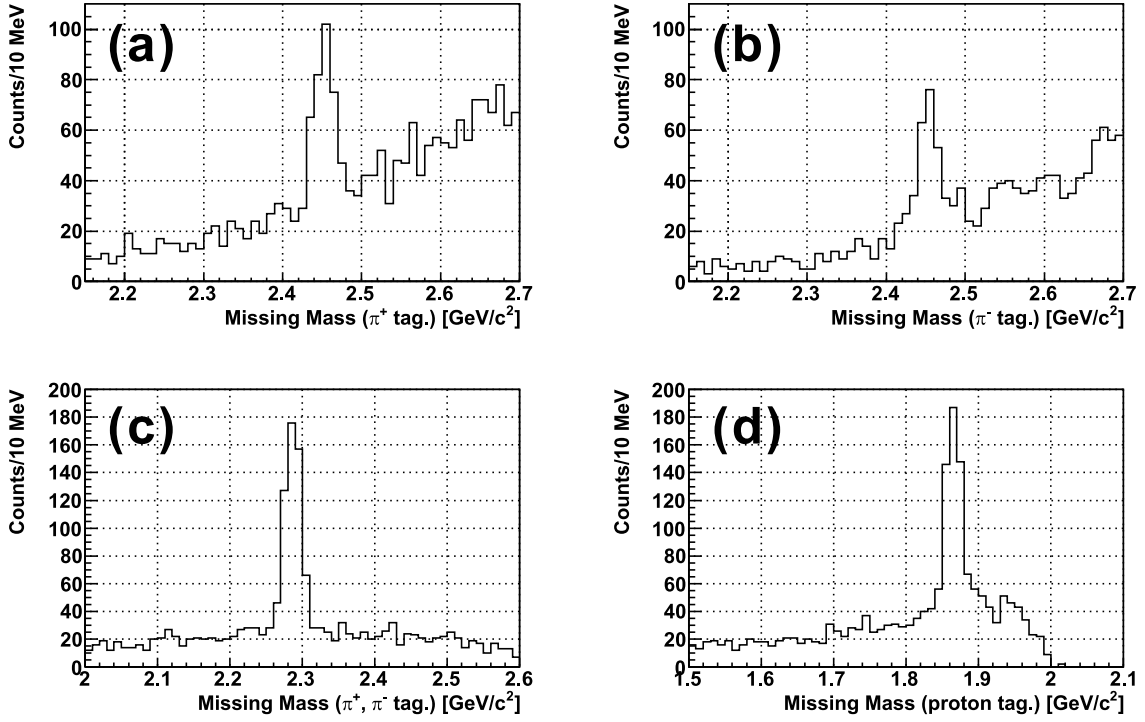 (a)
Counts/10 MeV
100
80
60
40
20
0
2.2 2.3 2.4 2.5 2.6 2.7
Missing Mass (π+ tag.) [GeV/c2]
(b)
Counts/10 MeV
100
80
60
40
20
0
2.2 2.3 2.4 2.5 2.6 2.7
Missing Mass (π- tag.) [GeV/c2]
(c)
Counts/10 MeV
200
180
160
140
120
100
80
60
40
20
0
2 2.1 2.2 2.3 2.4 2.5 2.6
Missing Mass (π+, π- tag.) [GeV/c2]
(d)
Counts/10 MeV
200
180
160
140
120
100
80
60
40
20
0
1.5 1.6 1.7 1.8 1.9 2 2.1
Missing Mass (proton tag.) [GeV/c2]